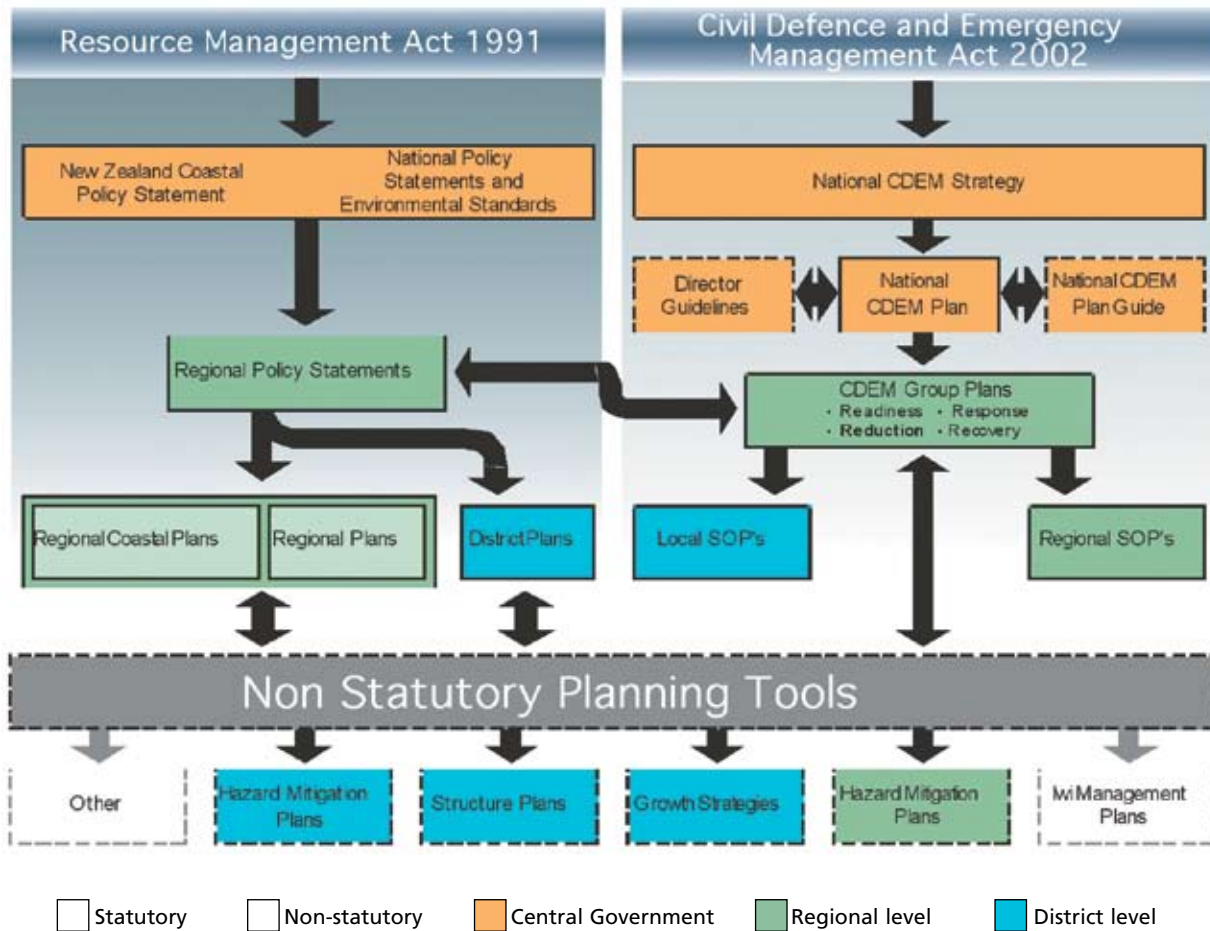 Resource Management Act 1991
Civil Defence and Emergency
Management Act 2002
New Zealand Coastal
Policy Statement
National Policy
Statements and
Environmental Standards
National CDEM Strategy
Director
Guidelines
National
CDEM Plan
National CDEM
Plan Guide
Regional Policy Statements
CDEM Group Plans
· Readiness · Response
· Reduction · Recovery
Regional Coastal Plans
Regional Plans
District Plans
Local SOP's
Regional SOP's
Non Statutory Planning Tools
Other
Hazard Mitigation
Plans
Structure Plans
Growth Strategies
Hazard Mitigation
Plans
Iwi Management
Plans
Statutory
Non-statutory
Central Government
Regional level
District level